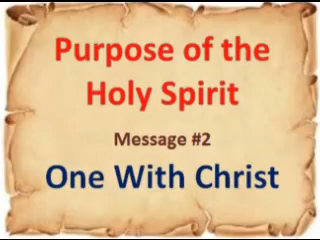 Purpose of the
Holy Spirit
Message #2
One With Christ